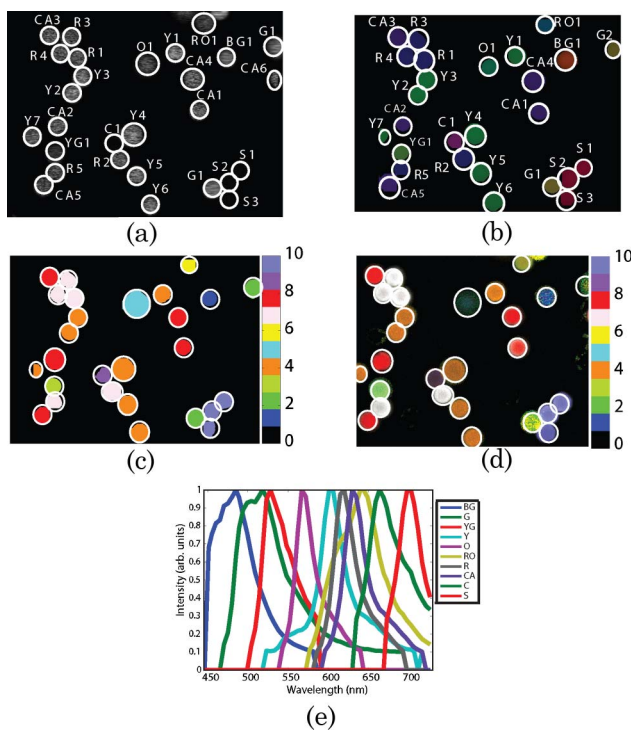 CA3 R3 RO1 G1
O1 Y1 BG1
R4 R1 CA4 CA6
Y3
Y2 CA1
CA2 Y4
Y7 C1
YG1 R2 S1
R5 Y5 S2
CA5 G1
Y6 S3
(a)
CA3 R3 RO1
Y1 BG1 G2
R4 R1 O1
Y3 CA4
Y2
CA2 CA1
C1 Y4
Y7
YG1 R2 S1
Y5 S2
R5 G1
CA5 Y6 S3
(b)
10
8
6
4
2
0
(c)
10
8
6
4
2
0
(d)
Intensity (arb. units)
1
0.9
0.8
0.7
0.6
0.5
0.4
0.3
0.2
0.1
0
450 500 550 600 650 700
Wavelength (nm)
BG
G
YG
Y
O
RO
R
CA
C
S
(e)